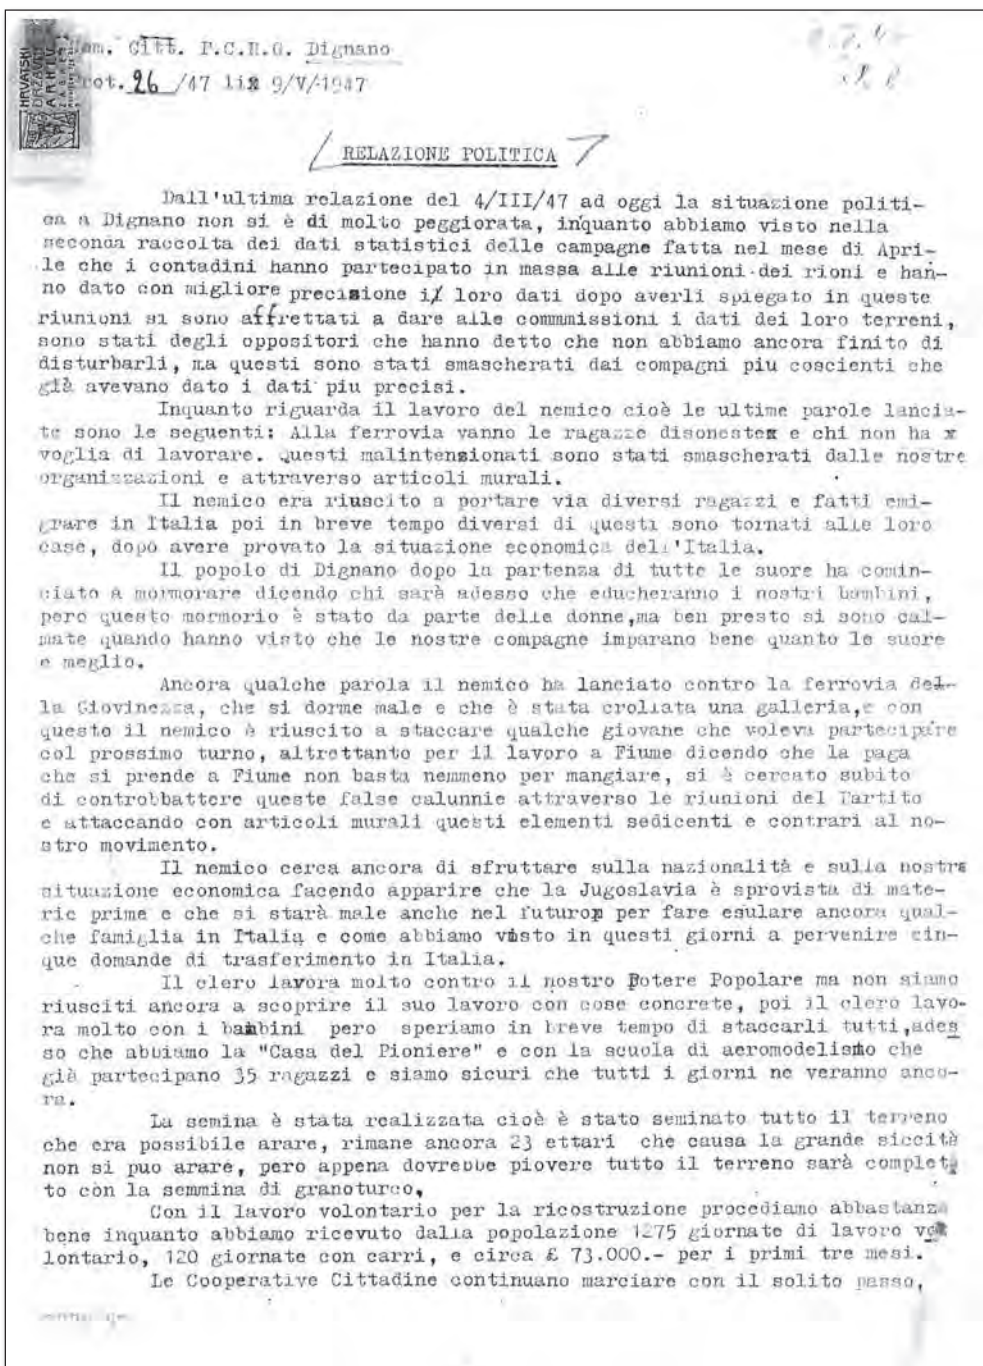 HRVATSKI
DRŽAVNI
ARHIV
ZAGREB
Com. Citt. P.C.R.G. Dignano
Prot. 26 /47 lix 9/V/1947
RELAZIONE POLITICA
Dall'ultima relazione del 4/III/47 ad oggi la situazione politi-
ca a Dignano non si è di molto peggiorata, inquanto abbiamo visto nella
seconda raccolta dei dati statistici delle campagne fatta nel mese di Apri-
le che i contadini hanno partecipato in massa alle riunioni dei rioni e han-
no dato con migliore precisione i loro dati dopo averli spiegato in queste
riunioni si sono affrettati a dare alle commmissioni i dati dei loro terreni,
sono stati degli oppositori che hanno detto che non abbiamo ancora finito di
disturbarli, ma questi sono stati smascherati dai compagni piu coscienti che
già avevano dato i dati piu precisi.
Inquanto riguarda il lavoro del nemico cioè le ultime parole lancia-
te sono le seguenti: Alla ferrovia vanno le ragazze disoneste e chi non ha x
voglia di lavorare. Questi malintensionati sono stati smascherati dalle nostre
organizzazioni e attraverso articoli murali.
Il nemico era riuscito a portare via diversi ragazzi e fatti emi-
grare in Italia poi in breve tempo diversi di questi sono tornati alle loro
case, dopo avere provato la situazione economica dell'Italia.
Il popolo di Dignano dopo la partenza di tutte le suore ha comin-
ciato a mormorare dicendo chi sarà adesso che educheranno i nostri bambini,
pero questo mormorio è stato da parte delle donne,ma ben presto si sono cal-
mate quando hanno visto che le nostre compagne imparano bene quanto le suore
e meglio.
Ancora qualche parola il nemico ha lanciato contro la ferrovia del-
la Giovinezza, che si dorme male e che è stata crollata una galleria,e con
questo il nemico è riuscito a staccare qualche giovane che voleva partecipare
col prossimo turno, altrettanto per il lavoro a Fiume dicendo che la paga
che si prende a Fiume non basta nemmeno per mangiare, si è cercato subito
di controbbattere queste false calunnie attraverso le riunioni del Partito
e attaccando con articoli murali questi elementi sedicenti e contrari al no-
stro movimento.
Il nemico cerca ancora di sfruttare sulla nazionalità e sulla nostra
situazione economica facendo apparire che la Jugoslavia è sprovista di mate-
rie prime e che si starà male anche nel futuro per fare esulare ancora qual-
che famiglia in Italia e come abbiamo visto in questi giorni a pervenire cin-
que domande di trasferimento in Italia.
Il clero lavora molto contro il nostro Potere Popolare ma non siamo
riusciti ancora a scoprire il suo lavoro con cose concrete, poi il clero lavo-
ra molto con i bambini pero speriamo in breve tempo di staccarli tutti,ades
so che abbiamo la "Casa del Pioniere" e con la scuola di aeromodelismo che
già partecipano 35 ragazzi e siamo sicuri che tutti i giorni ne veranno anco-
ra.
La semina è stata realizzata cioè è stato seminato tutto il terreno
che era possibile arare, rimane ancora 23 ettari che causa la grande siccità
non si puo arare, pero appena dovrebbe piovere tutto il terreno sarà completa
to con la semmina di granoturco,
Con il lavoro volontario per la ricostruzione procediamo abbastanza
bene inquanto abbiamo ricevuto dalla popolazione 1275 giornate di lavoro vo
lontario, 120 giornate con carri, e circa £ 73.000.- per i primi tre mesi.
Le Cooperative Cittadine continuano marciare con il solito passo,